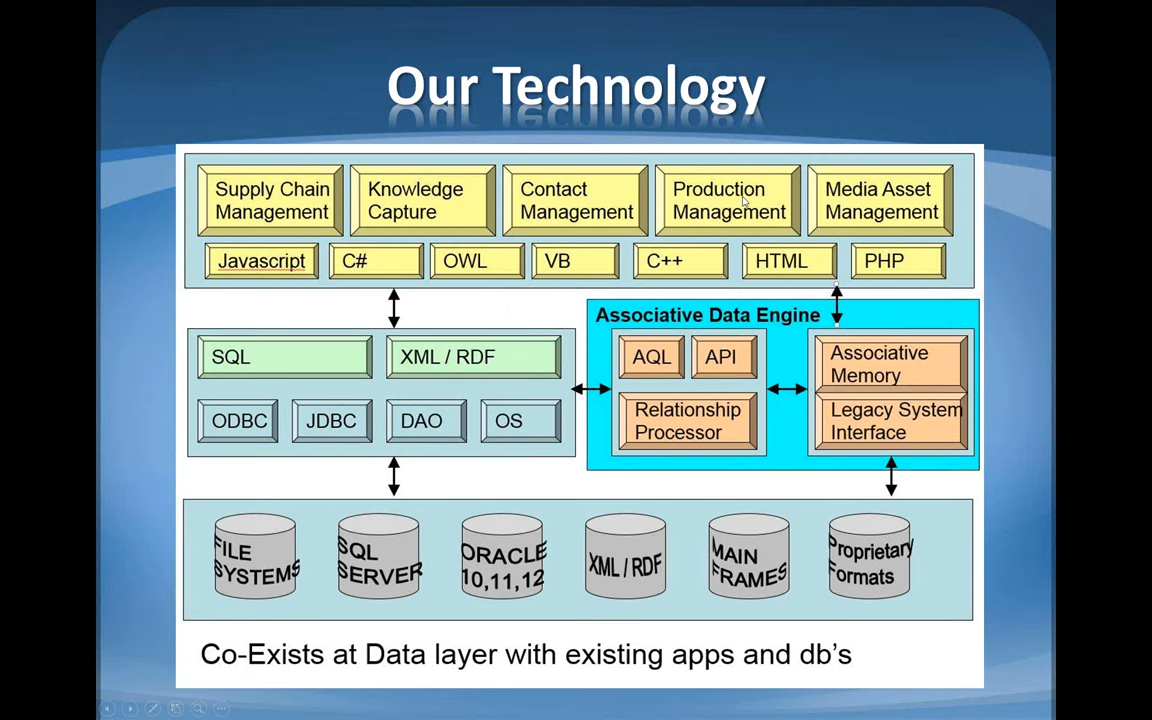 Our Technology
Supply Chain
Management
Knowledge
Capture
Contact
Management
Production
Management
Media Asset
Management
Javascript
C#
OWL
VB
C++
HTML
PHP
Associative Data Engine
SQL
XML / RDF
AQL
API
Associative
Memory
ODBC
JDBC
DAO
OS
Relationship
Processor
Legacy System
Interface
FILE
SYSTEMS
SQL
SERVER
ORACLE
10,11,12
XML / RDF
MAIN
FRAMES
Proprietary
Formats
Co-Exists at Data layer with existing apps and db’s